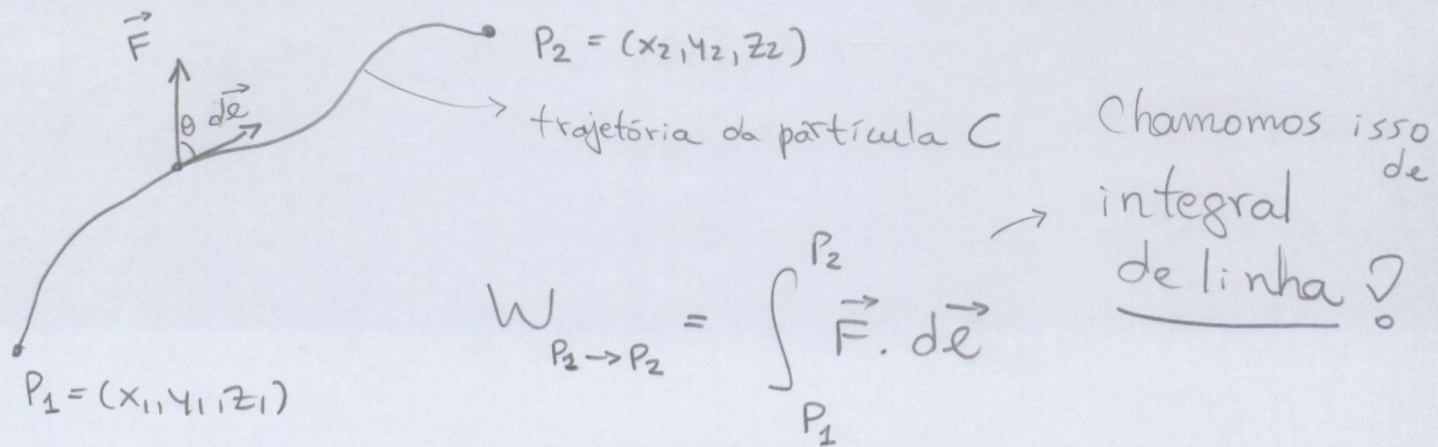 F⃗
P₂ = (x₂, y₂, z₂)
θ dℓ⃗
trajetória da partícula C
Chamamos isso
de
integral
de linha!
W_{P₁→P₂} = ∫_{P₁}^{P₂} F⃗ . dℓ⃗
P₁ = (x₁, y₁, z₁)